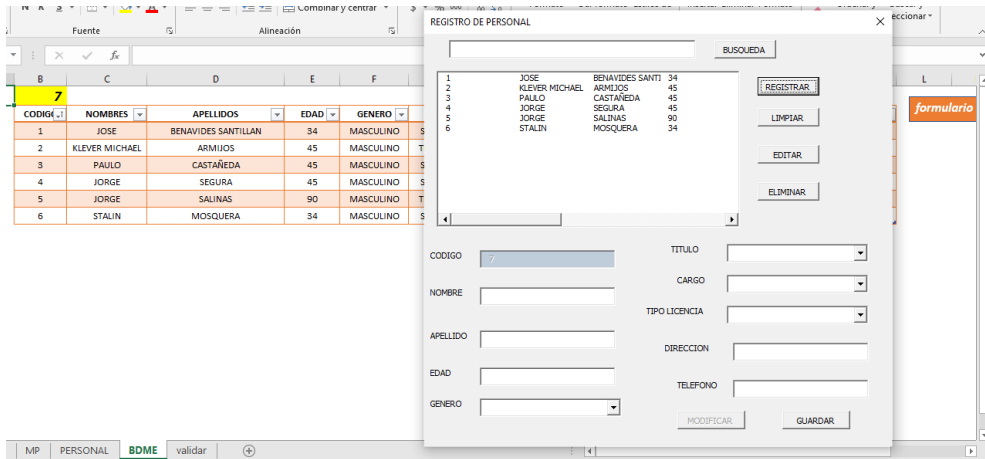 Combinar y centrar
eccionar
Fuente
Alineación
fx
B C D E F L
7
formulario
CODIG NOMBRES APELLIDOS EDAD GENERO
1 JOSE BENAVIDES SANTILLAN 34 MASCULINO S
2 KLEVER MICHAEL ARMIJOS 45 MASCULINO T
3 PAULO CASTAÑEDA 45 MASCULINO S
4 JORGE SEGURA 45 MASCULINO S
5 JORGE SALINAS 90 MASCULINO T
6 STALIN MOSQUERA 34 MASCULINO S
REGISTRO DE PERSONAL
BUSQUEDA
1 JOSE BENAVIDES SANTI 34
2 KLEVER MICHAEL ARMIJOS 45
3 PAULO CASTAÑEDA 45
4 JORGE SEGURA 45
5 JORGE SALINAS 90
6 STALIN MOSQUERA 34
REGISTRAR
LIMPIAR
EDITAR
ELIMINAR
CODIGO 7
NOMBRE
APELLIDO
EDAD
GENERO
TITULO
CARGO
TIPO LICENCIA
DIRECCION
TELEFONO
MODIFICAR GUARDAR
MP PERSONAL BDME validar